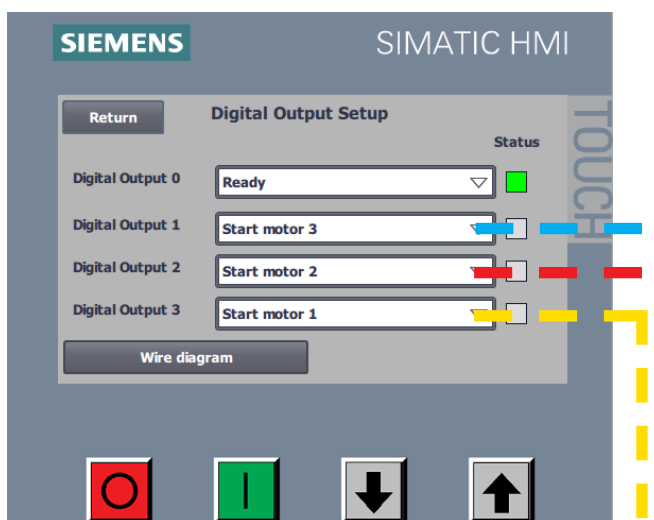 SIEMENS
SIMATIC HMI
TOUCH
Return
Digital Output Setup
Status
Digital Output 0
Ready
Digital Output 1
Start motor 3
Digital Output 2
Start motor 2
Digital Output 3
Start motor 1
Wire diagram